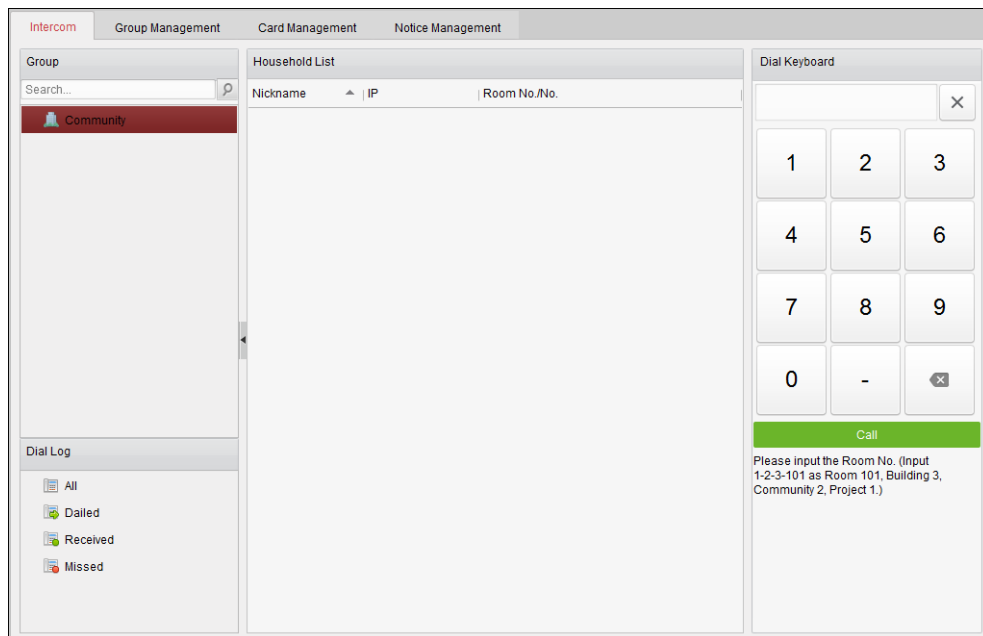 Intercom
Group Management
Card Management
Notice Management
Group
Search...
Community
Dial Log
All
Dailed
Received
Missed
Household List
Nickname
IP
Room No./No.
Dial Keyboard
1 2 3
4 5 6
7 8 9
0 -
Call
Please input the Room No. (Input
1-2-3-101 as Room 101, Building 3,
Community 2, Project 1.)